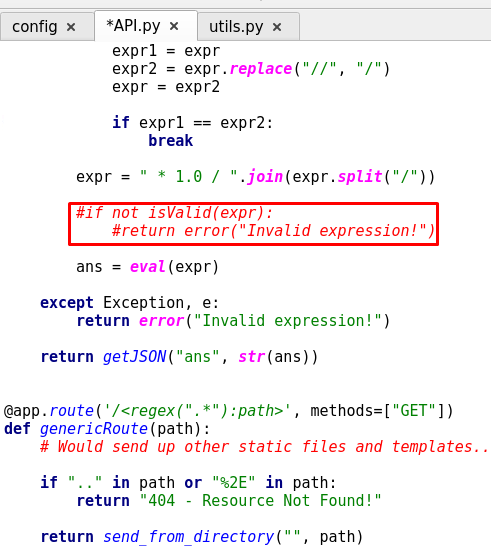 config ✕ *API.py ✕ utils.py ✕
            expr1 = expr
            expr2 = expr.replace("//", "/")
            expr = expr2
            if expr1 == expr2:
                break
        expr = " * 1.0 / ".join(expr.split("/"))
        #if not isValid(expr):
            #return error("Invalid expression!")
        ans = eval(expr)
    except Exception, e:
        return error("Invalid expression!")
    return getJSON("ans", str(ans))
@app.route('/<regex(".*"):path>', methods=["GET"])
def genericRoute(path):
    # Would send up other static files and templates..
    if ".." in path or "%2E" in path:
        return "404 - Resource Not Found!"
    return send_from_directory("", path)